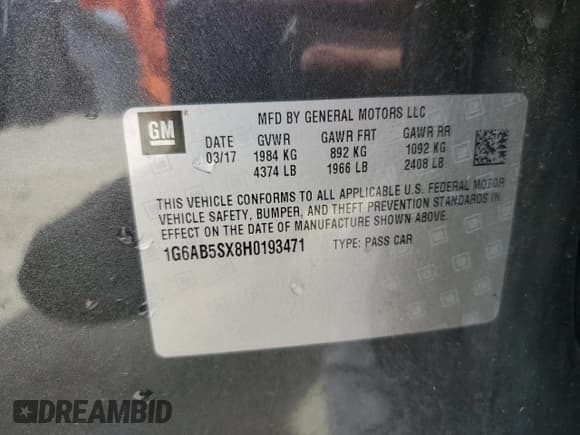 GM
MFD BY GENERAL MOTORS LLC
DATE GVWR GAWR FRT GAWR RR
03/17 1984 KG 892 KG 1092 KG
4374 LB 1966 LB 2408 LB
THIS VEHICLE CONFORMS TO ALL APPLICABLE U.S. FEDERAL MOTOR
VEHICLE SAFETY, BUMPER, AND THEFT PREVENTION STANDARDS IN
EFFECT ON THE DATE OF MANUFACTURE SHOWN ABOVE.
1G6AB5SX8H0193471 TYPE: PASS CAR
DREAMBID